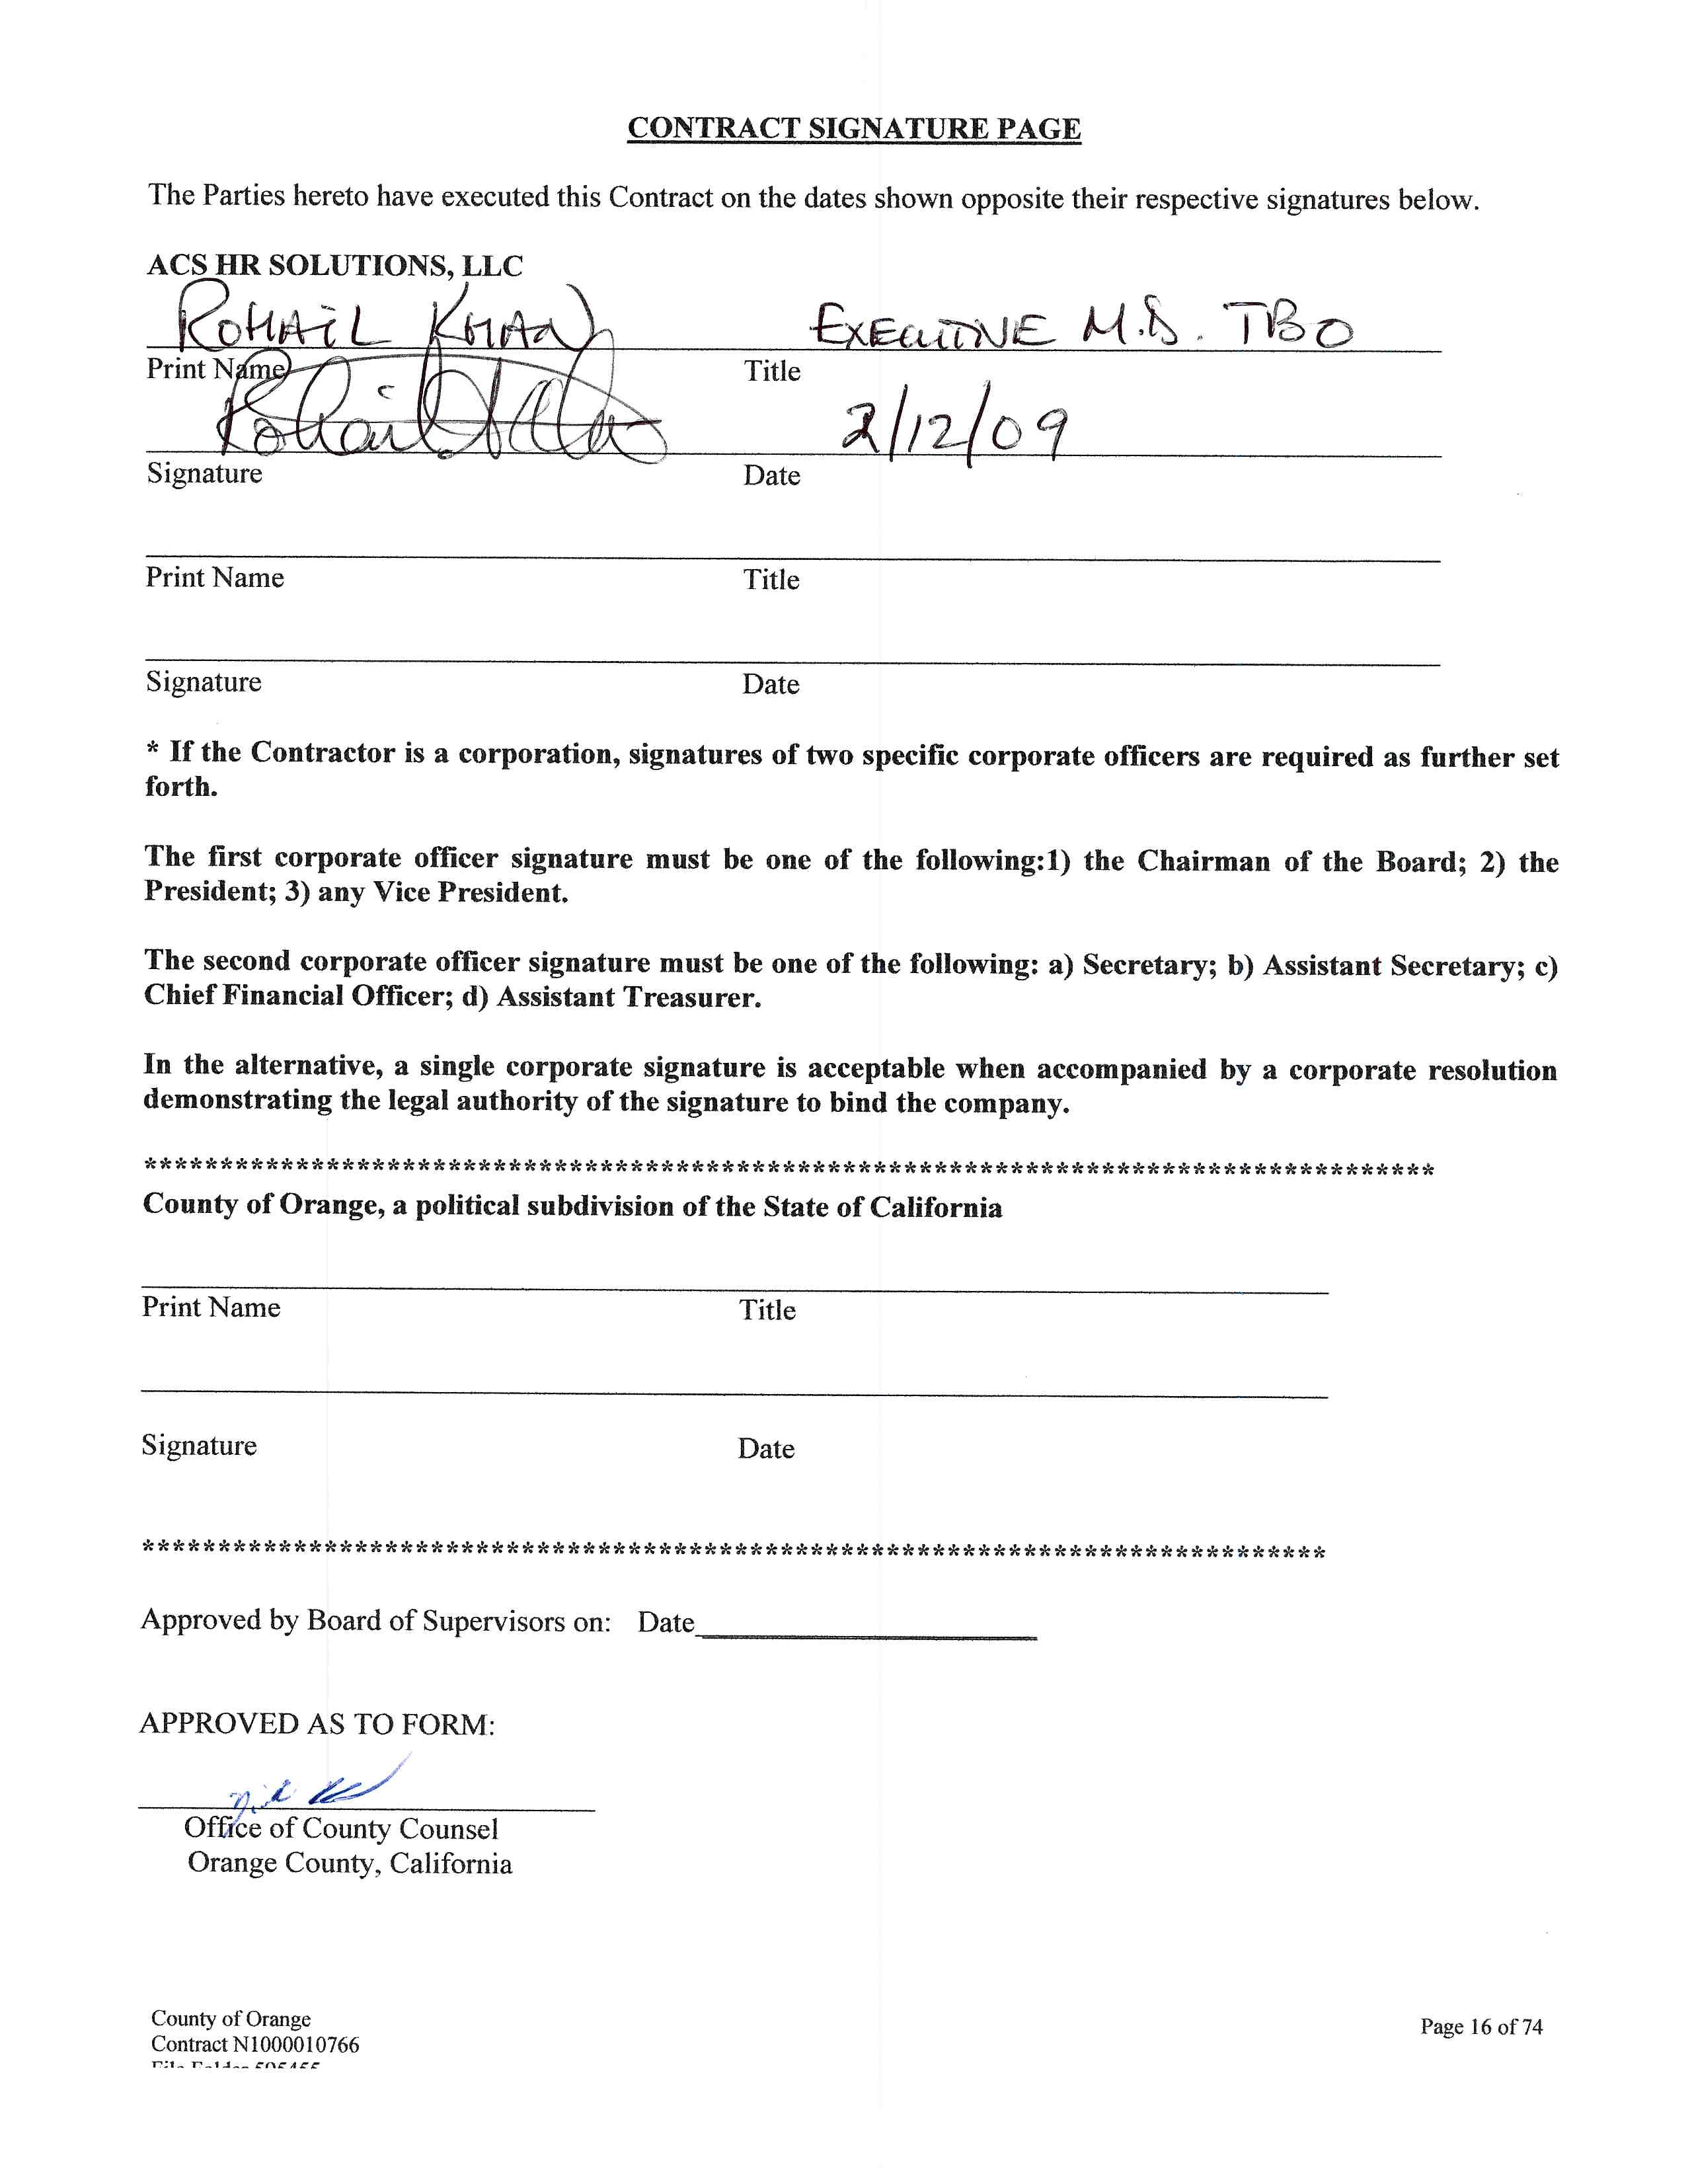 CONTRACT SIGNATURE PAGE
The Parties hereto have executed this Contract on the dates shown opposite their respective signatures below.
ACS HR SOLUTIONS, LLC
ROHAIL KHAN EXECUTIVE M.D. TBO
Print Name Title
Rohail Khan 2/12/09
Signature Date
Print Name Title
Signature Date
* If the Contractor is a corporation, signatures of two specific corporate officers are required as further set
forth.
The first corporate officer signature must be one of the following:1) the Chairman of the Board; 2) the
President; 3) any Vice President.
The second corporate officer signature must be one of the following: a) Secretary; b) Assistant Secretary; c)
Chief Financial Officer; d) Assistant Treasurer.
In the alternative, a single corporate signature is acceptable when accompanied by a corporate resolution
demonstrating the legal authority of the signature to bind the company.
*************************************************************************************
County of Orange, a political subdivision of the State of California
Print Name Title
Signature Date
******************************************************************************
Approved by Board of Supervisors on: Date
APPROVED AS TO FORM:
Office of County Counsel
Orange County, California
County of Orange
Contract N1000010766
Page 16 of 74
File Folder 595455